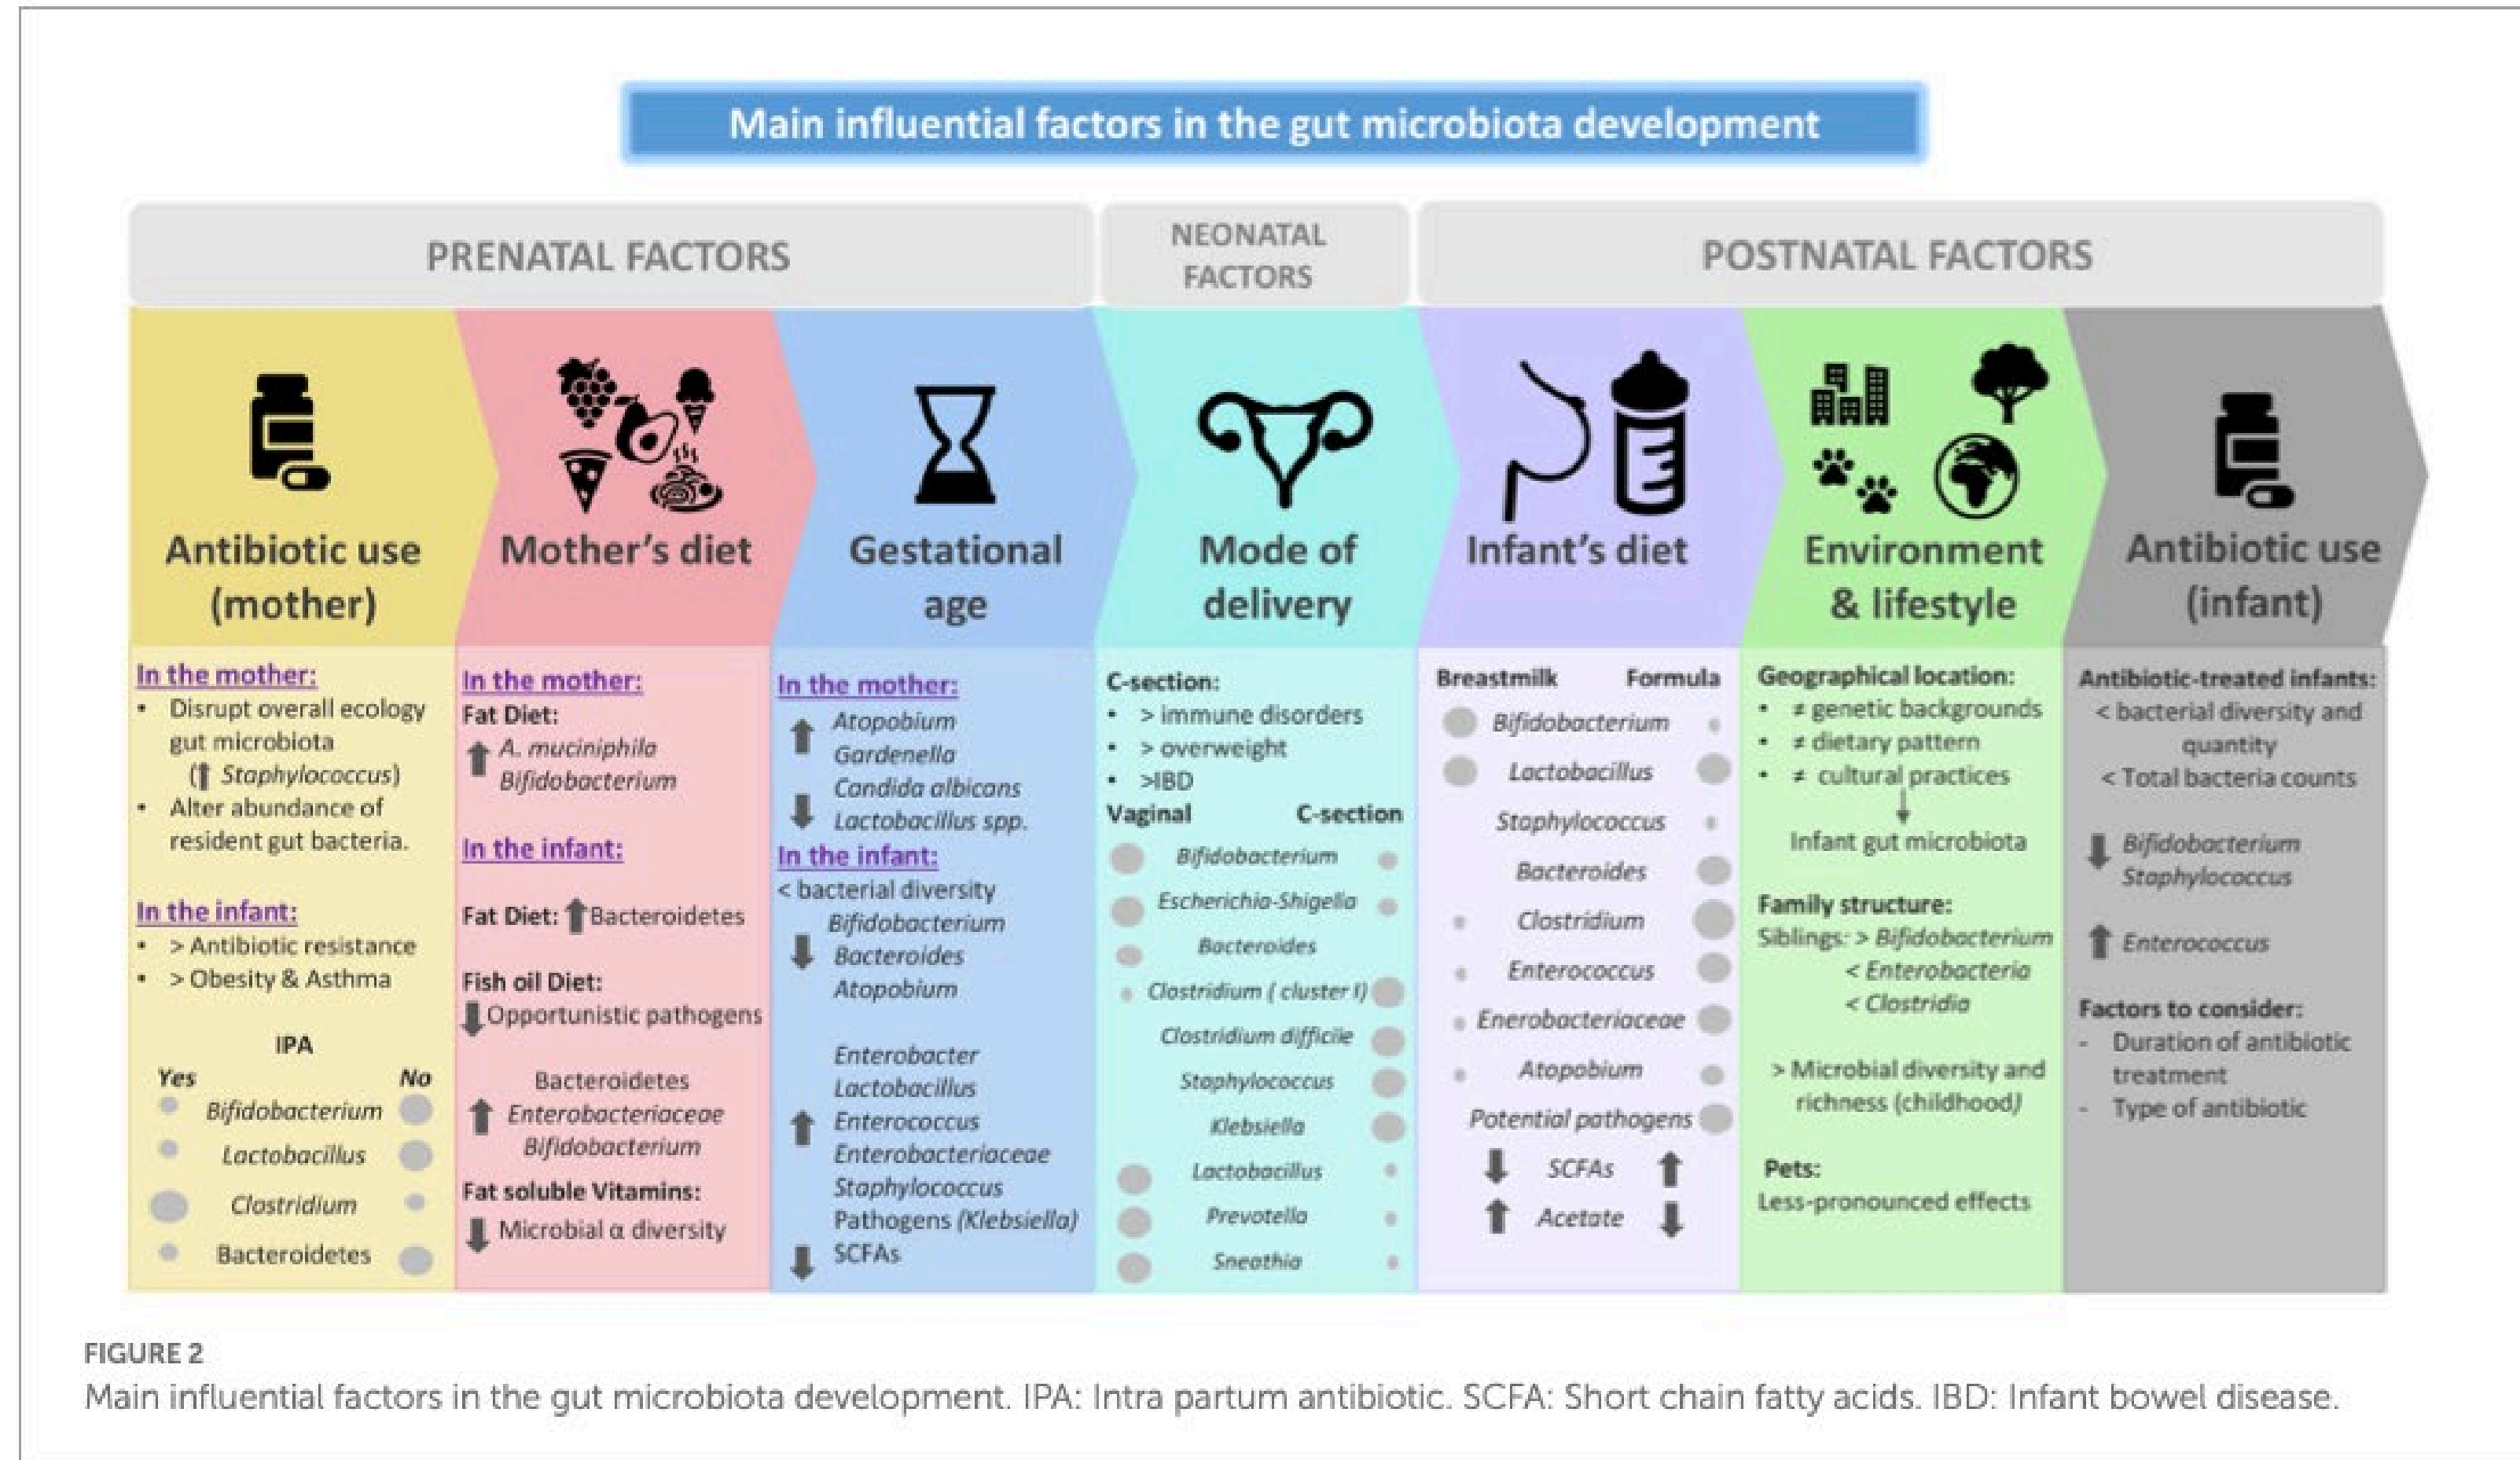 Main influential factors in the gut microbiota development
PRENATAL FACTORS
NEONATAL
FACTORS
POSTNATAL FACTORS
Antibiotic use
(mother)
In the mother:
• Disrupt overall ecology
gut microbiota
(⬆ Staphylococcus)
• Alter abundance of
resident gut bacteria.
In the infant:
• > Antibiotic resistance
• > Obesity & Asthma
IPA
Yes No
Bifidobacterium
Lactobacillus
Clostridium
Bacteroidetes
Mother's diet
In the mother:
Fat Diet:
⬆ A. muciniphila
Bifidobacterium
In the infant:
Fat Diet: ⬆ Bacteroidetes
Fish oil Diet:
⬇ Opportunistic pathogens
Bacteroidetes
⬆ Enterobacteriaceae
Bifidobacterium
Fat soluble Vitamins:
⬇ Microbial α diversity
Gestational
age
In the mother:
⬆ Atopobium
Gardenella
Candida albicans
⬇ Lactobacillus spp.
In the infant:
< bacterial diversity
Bifidobacterium
⬇ Bacteroides
Atopobium
Enterobacter
Lactobacillus
⬆ Enterococcus
Enterobacteriaceae
Staphylococcus
Pathogens (Klebsiella)
⬇ SCFAs
Mode of
delivery
C-section:
• > immune disorders
• > overweight
• >IBD
Vaginal C-section
Bifidobacterium
Escherichia-Shigella
Bacteroides
Clostridium ( cluster I)
Clostridium difficile
Staphylococcus
Klebsiella
Lactobacillus
Prevotella
Sneathia
Infant's diet
Breastmilk Formula
Bifidobacterium
Lactobacillus
Staphylococcus
Bacteroides
Clostridium
Enterococcus
Enerobacteriaceae
Atopobium
Potential pathogens
⬇ SCFAs ⬆
⬆ Acetate ⬇
Environment
& lifestyle
Geographical location:
• ≠ genetic backgrounds
• ≠ dietary pattern
• ≠ cultural practices
↓
Infant gut microbiota
Family structure:
Siblings: > Bifidobacterium
< Enterobacteria
< Clostridia
> Microbial diversity and
richness (childhood)
Pets:
Less-pronounced effects
Antibiotic use
(infant)
Antibiotic-treated infants:
< bacterial diversity and
quantity
< Total bacteria counts
⬇ Bifidobacterium
Staphylococcus
⬆ Enterococcus
Factors to consider:
- Duration of antibiotic
treatment
- Type of antibiotic
FIGURE 2
Main influential factors in the gut microbiota development. IPA: Intra partum antibiotic. SCFA: Short chain fatty acids. IBD: Infant bowel disease.